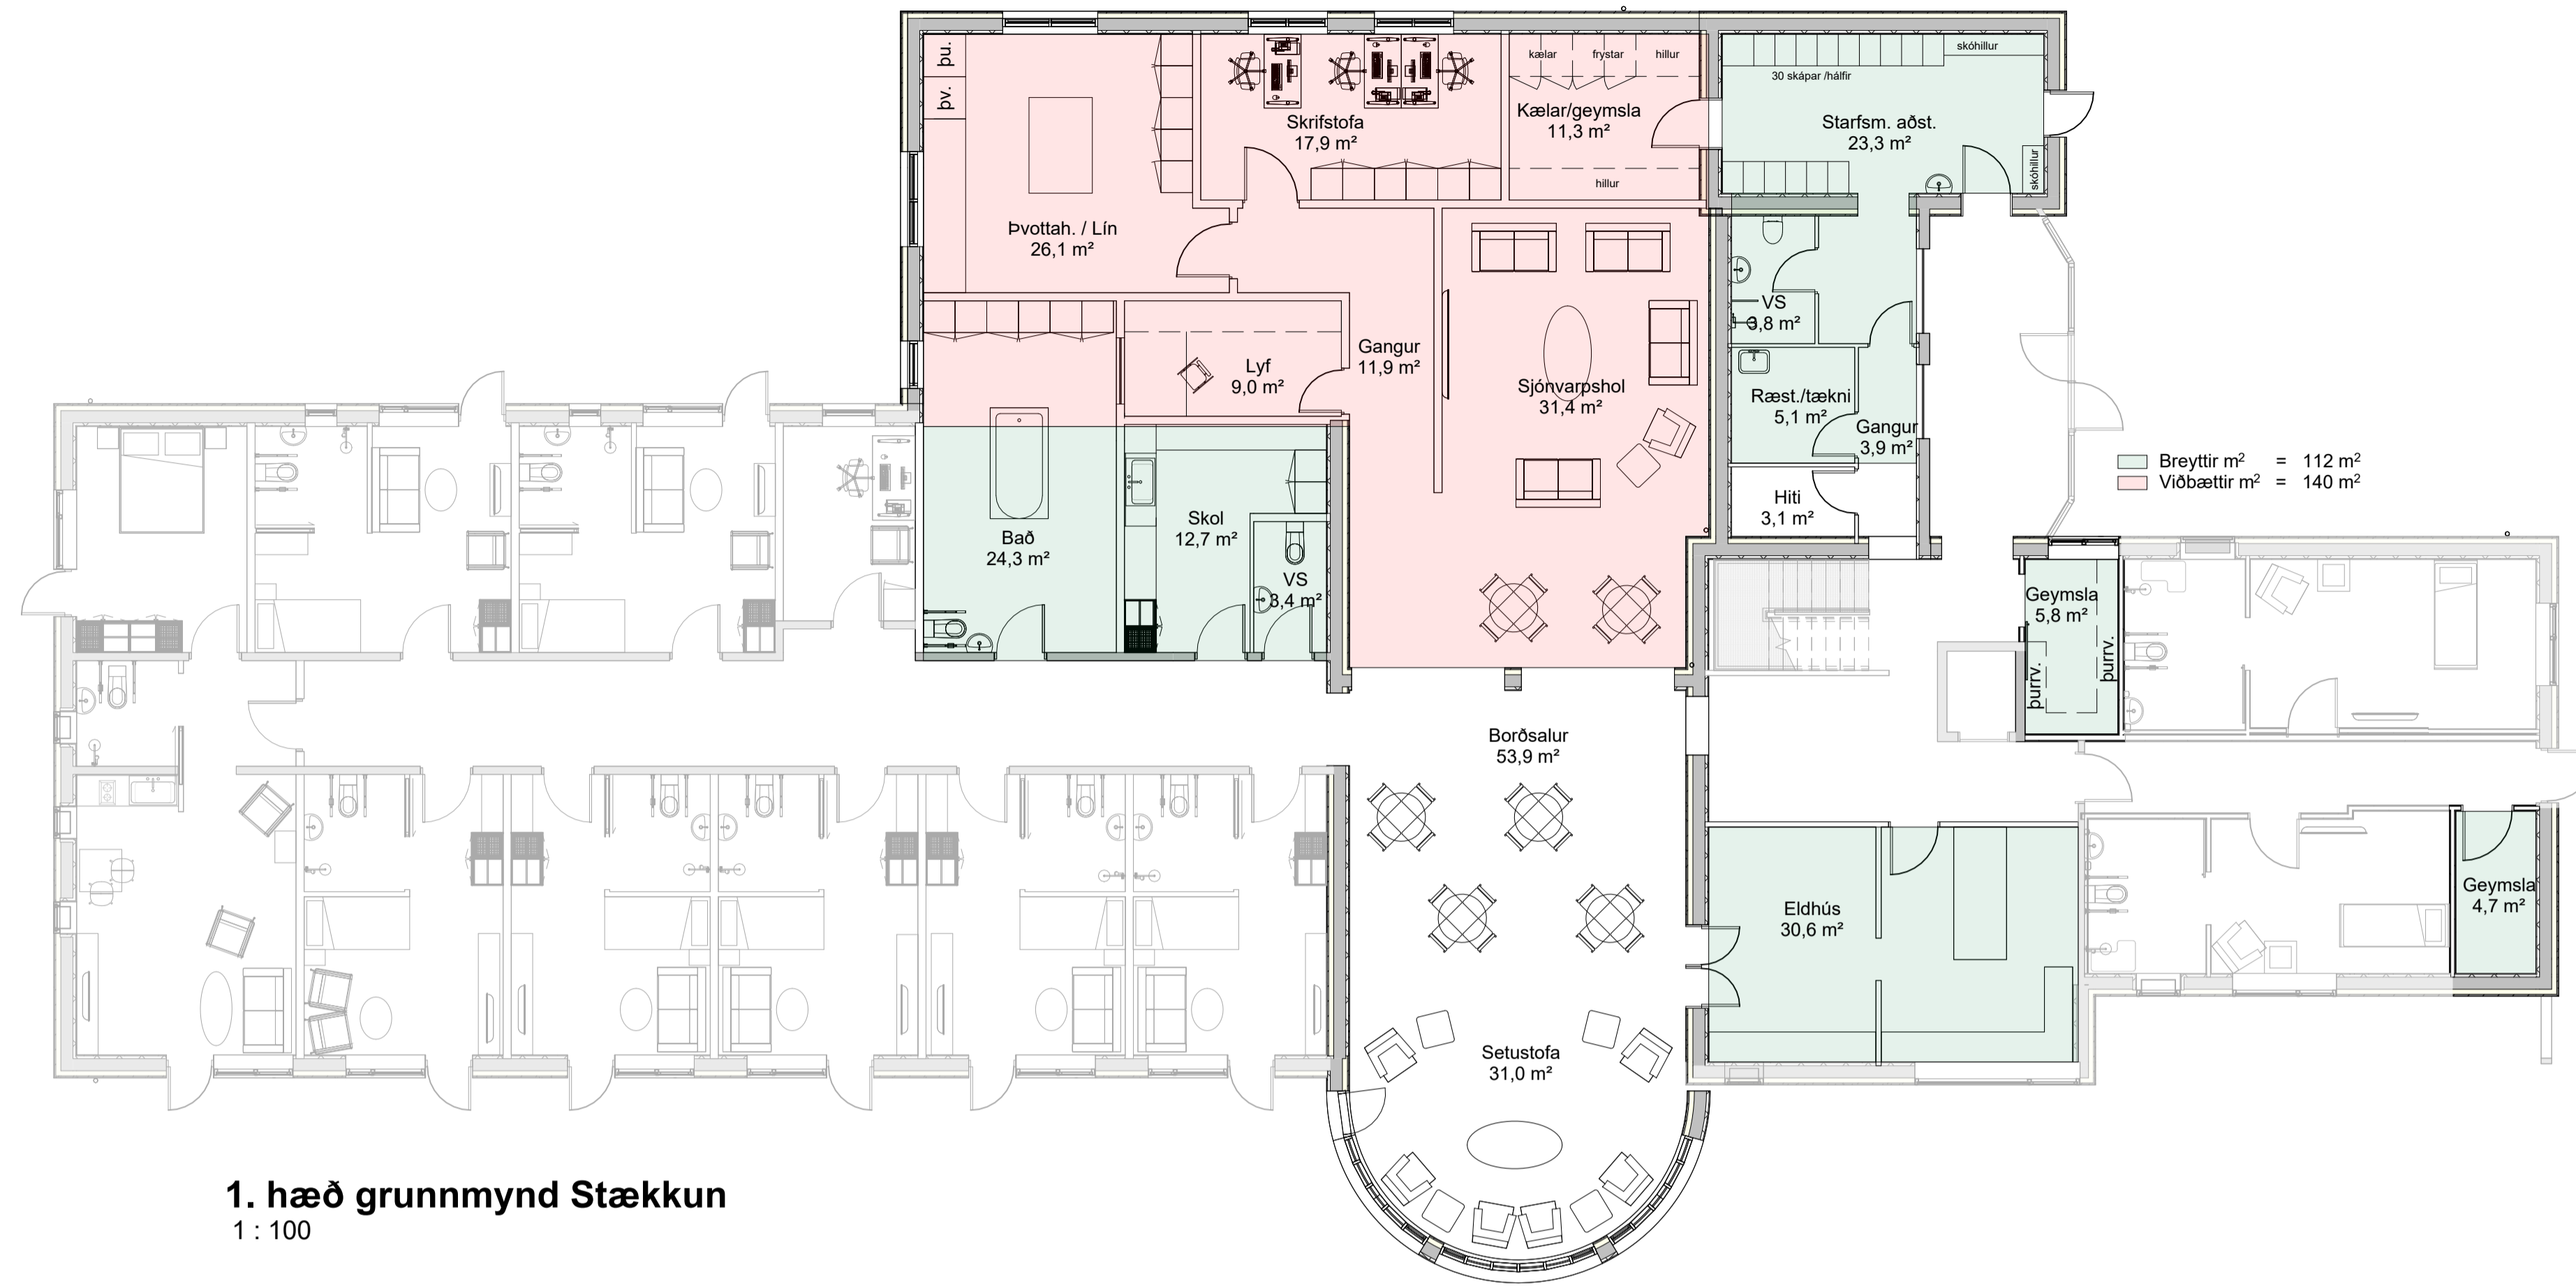 þu.
þv.
Þvottah. / Lín
26,1 m²
Skrifstofa
17,9 m²
kælar
frystar
hillur
Kælar/geymsla
11,3 m²
hillur
skóhillur
30 skápar /hálfir
Starfsm. aðst.
23,3 m²
skóhillur
VS
3,8 m²
Lyf
9,0 m²
Gangur
11,9 m²
Sjónvarpshol
31,4 m²
Ræst./tækni
5,1 m²
Gangur
3,9 m²
Hiti
3,1 m²
Breyttir m² = 112 m²
Viðbættir m² = 140 m²
Bað
24,3 m²
Skol
12,7 m²
VS
3,4 m²
Geymsla
5,8 m²
þurrv.
þurrv.
Borðsalur
53,9 m²
Eldhús
30,6 m²
Geymsla
4,7 m²
Setustofa
31,0 m²
1. hæð grunnmynd Stækkun
1 : 100